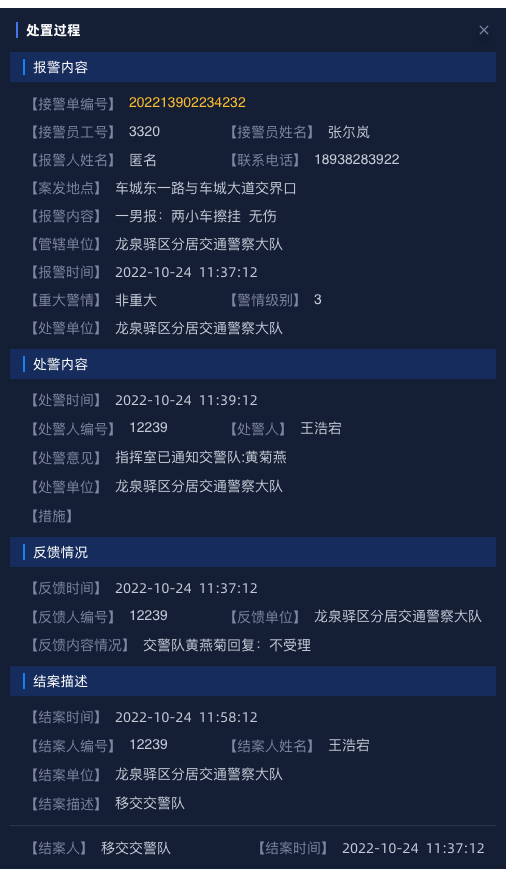 处置过程 ×
报警内容
【接警单编号】 202213902234232
【接警员工号】 3320 【接警员姓名】 张尔岚
【报警人姓名】 匿名 【联系电话】 18938283922
【案发地点】 车城东一路与车城大道交界口
【报警内容】 一男报：两小车擦挂 无伤
【管辖单位】 龙泉驿区分居交通警察大队
【报警时间】 2022-10-24 11:37:12
【重大警情】 非重大 【警情级别】 3
【处警单位】 龙泉驿区分居交通警察大队
处警内容
【处警时间】 2022-10-24 11:39:12
【处警人编号】 12239 【处警人】 王浩宕
【处警意见】 指挥室已通知交警队:黄菊燕
【处警单位】 龙泉驿区分居交通警察大队
【措施】
反馈情况
【反馈时间】 2022-10-24 11:37:12
【反馈人编号】 12239 【反馈单位】 龙泉驿区分居交通警察大队
【反馈内容情况】 交警队黄燕菊回复：不受理
结案描述
【结案时间】 2022-10-24 11:58:12
【结案人编号】 12239 【结案人姓名】 王浩宕
【结案单位】 龙泉驿区分居交通警察大队
【结案描述】 移交交警队
【结案人】 移交交警队 【结案时间】 2022-10-24 11:37:12